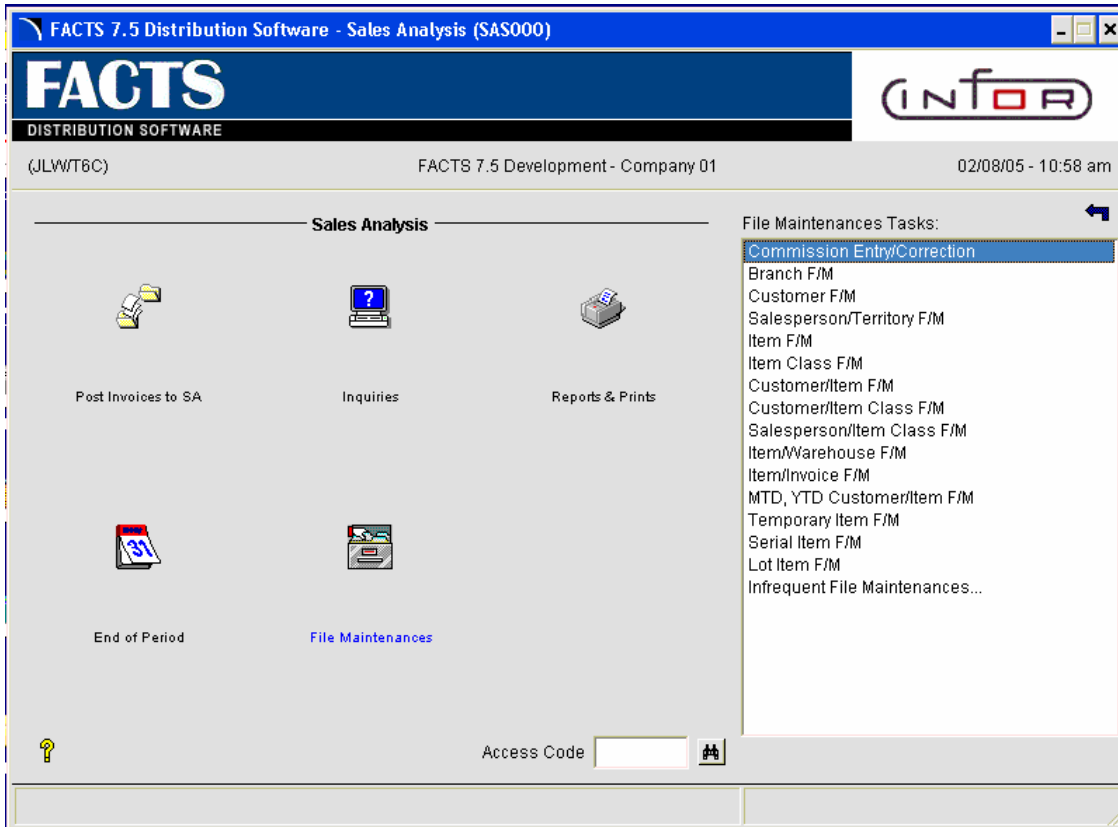 FACTS 7.5 Distribution Software - Sales Analysis (SAS000)
FACTS
DISTRIBUTION SOFTWARE
infor
(JLW/T6C)
FACTS 7.5 Development - Company 01
02/08/05 - 10:58 am
Sales Analysis
Post Invoices to SA
Inquiries
Reports & Prints
31
End of Period
File Maintenances
File Maintenances Tasks:
Commission Entry/Correction
Branch F/M
Customer F/M
Salesperson/Territory F/M
Item F/M
Item Class F/M
Customer/Item F/M
Customer/Item Class F/M
Salesperson/Item Class F/M
Item/Warehouse F/M
Item/Invoice F/M
MTD, YTD Customer/Item F/M
Temporary Item F/M
Serial Item F/M
Lot Item F/M
Infrequent File Maintenances...
Access Code